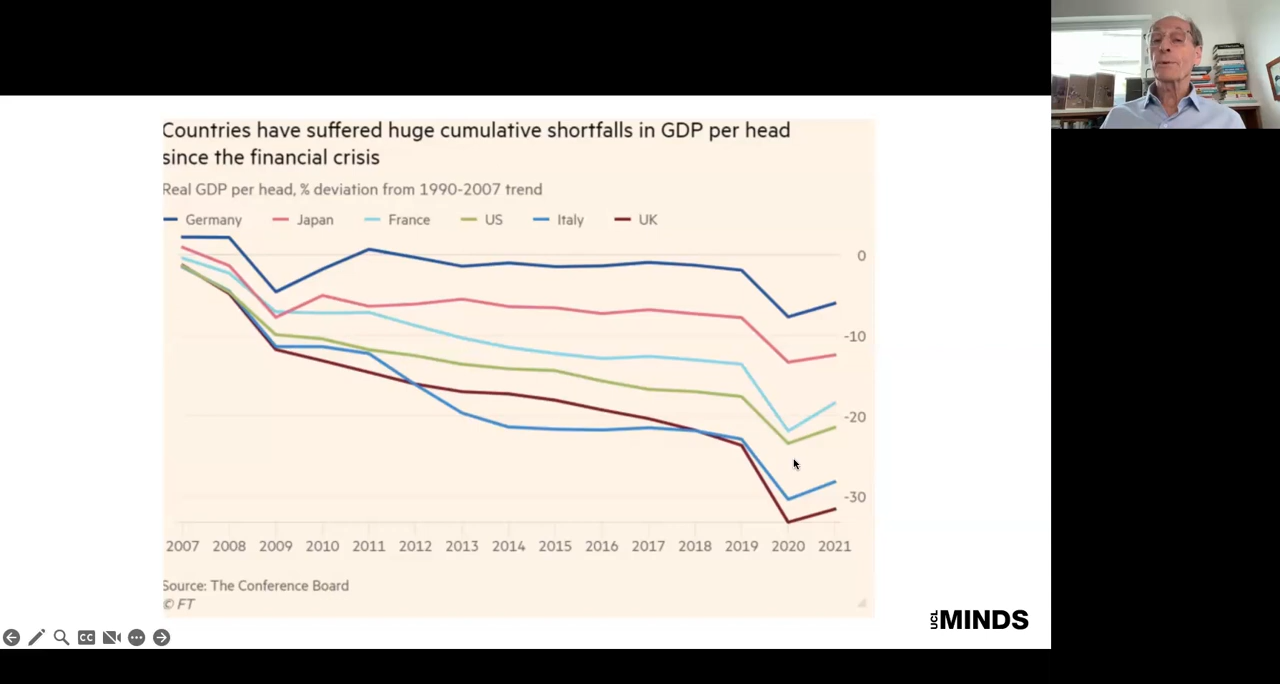 Countries have suffered huge cumulative shortfalls in GDP per head
since the financial crisis
Real GDP per head, % deviation from 1990-2007 trend
Germany Japan France US Italy UK
0
-10
-20
-30
2007 2008 2009 2010 2011 2012 2013 2014 2015 2016 2017 2018 2019 2020 2021
Source: The Conference Board
© FT
UCL MINDS
CC